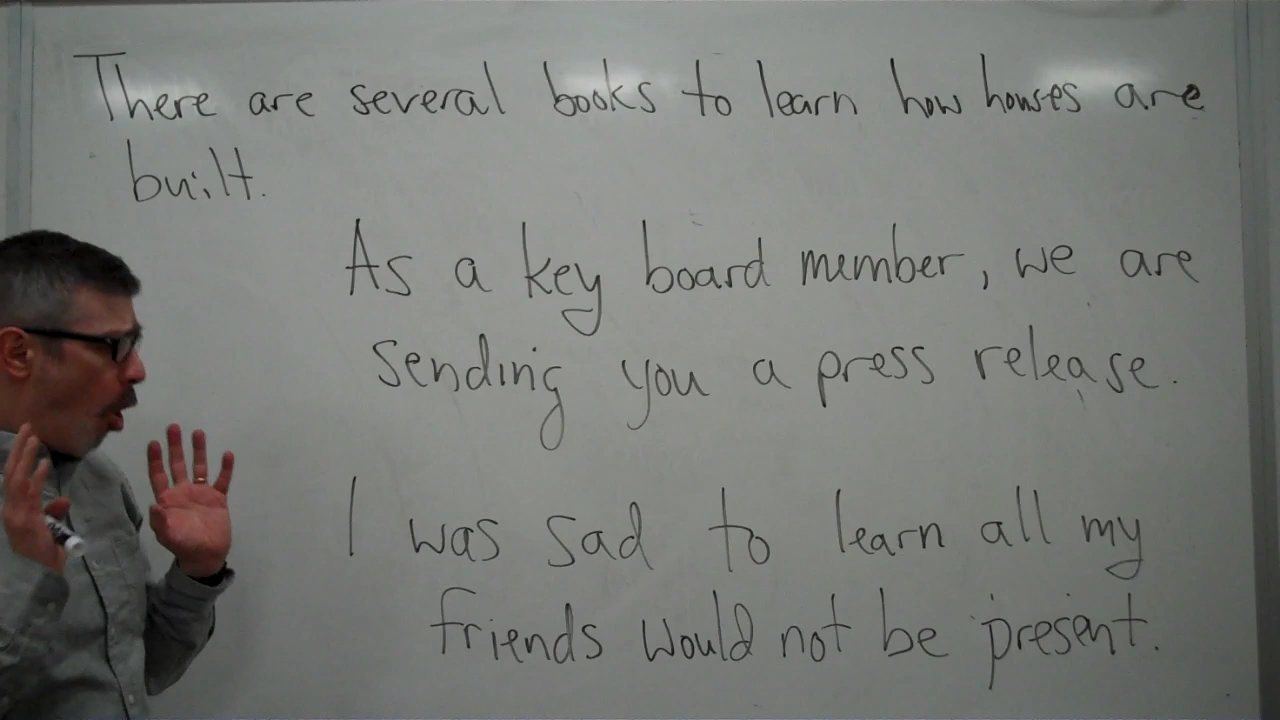 There are several books to learn how houses are
built.
As a key board member, we are
sending you a press release.
I was sad to learn all my
friends would not be present.